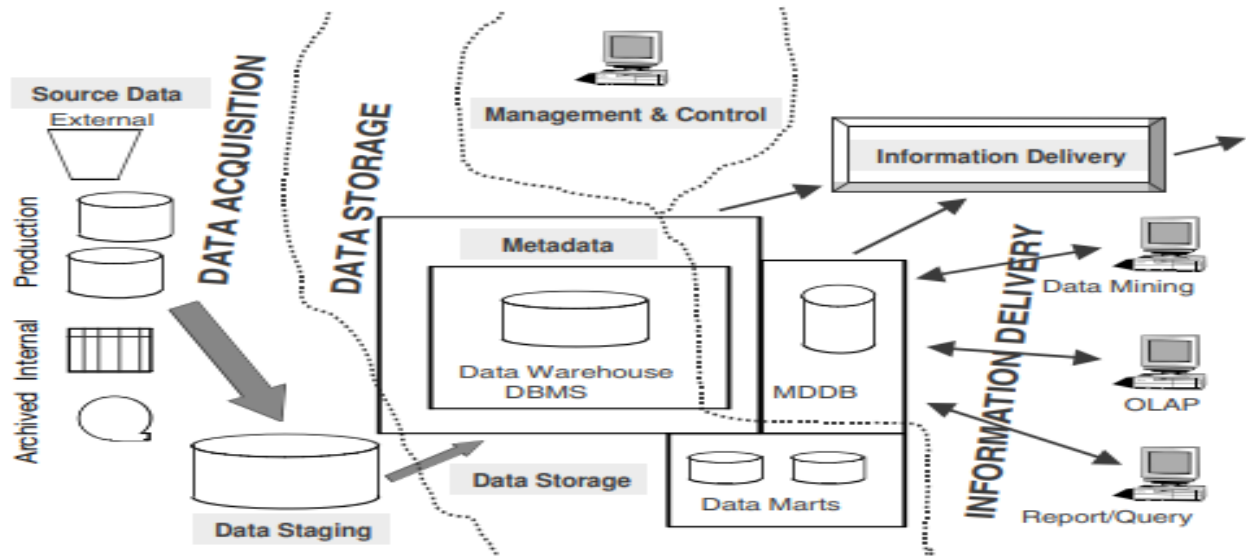 Source Data
External
Production
Internal
Archived
DATA ACQUISITION
Data Staging
DATA STORAGE
Management & Control
Metadata
Data Warehouse
DBMS
Data Storage
MDDB
Data Marts
Information Delivery
INFORMATION DELIVERY
Data Mining
OLAP
Report/Query